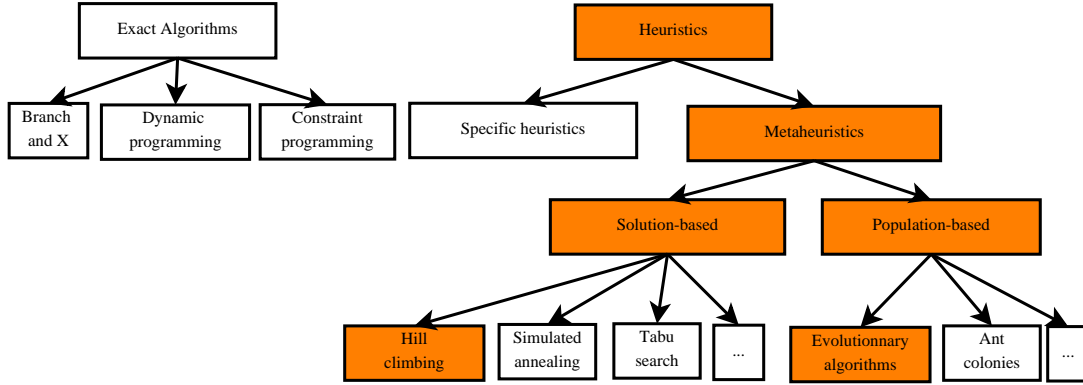 Exact Algorithms
Heuristics
Branch
and X
Dynamic
programming
Constraint
programming
Specific heuristics
Metaheuristics
Solution-based
Population-based
Hill
climbing
Simulated
annealing
Tabu
search
...
Evolutionnary
algorithms
Ant
colonies
...